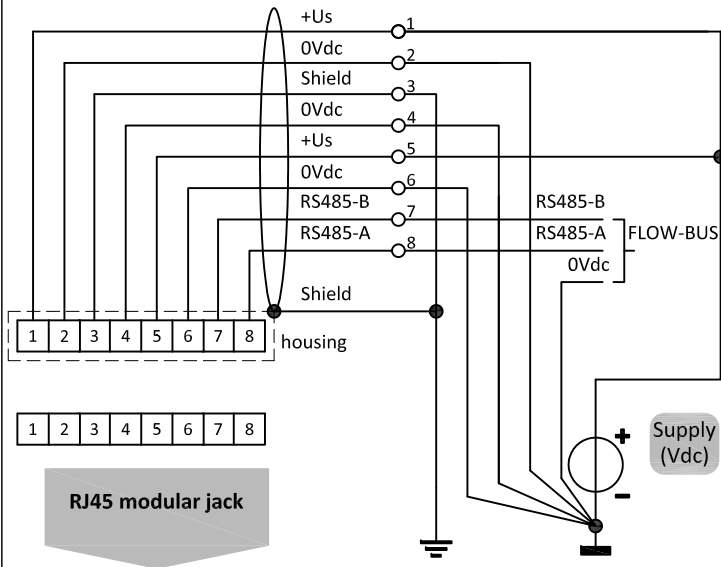 +Us 1
0Vdc 2
Shield 3
0Vdc 4
+Us 5
0Vdc 6
RS485-B 7 RS485-B
RS485-A 8 RS485-A FLOW-BUS
0Vdc
Shield
1 2 3 4 5 6 7 8 housing
1 2 3 4 5 6 7 8
+ Supply
(Vdc)
-
RJ45 modular jack